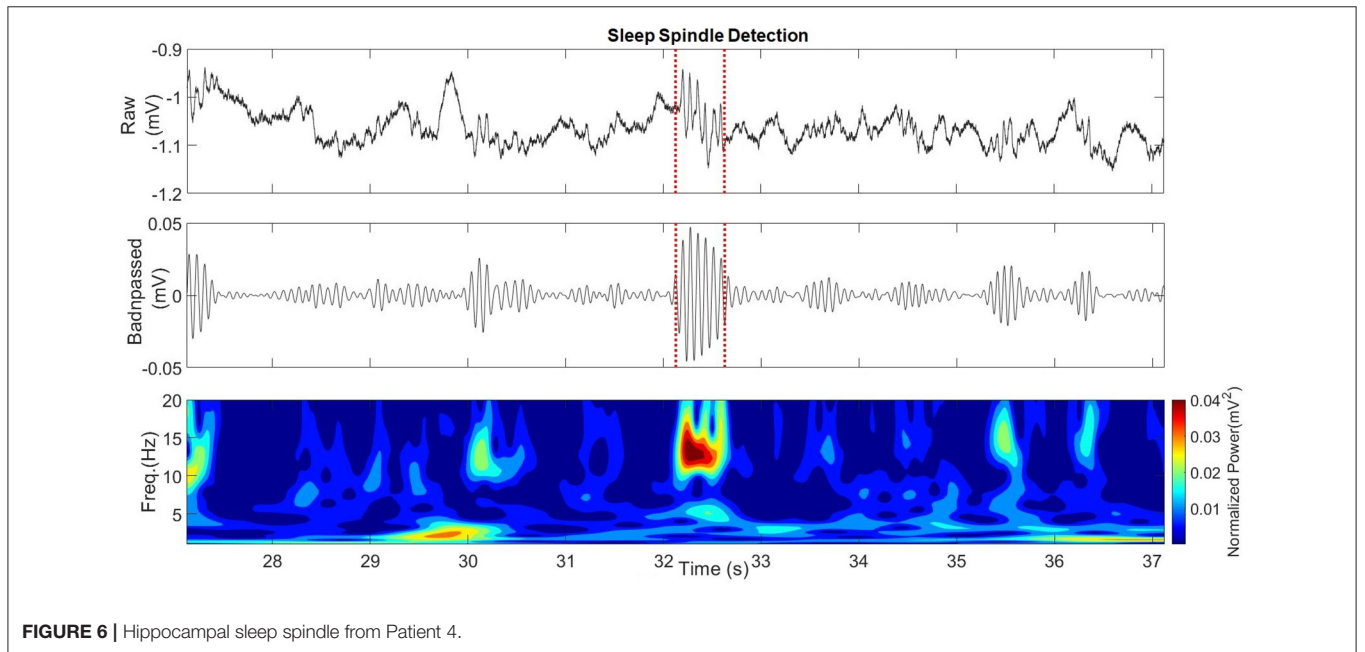 Sleep Spindle Detection
-0.9
-1
-1.1
-1.2
Raw
(mV)
0.05
0
-0.05
Badnpassed
(mV)
20
15
10
5
Freq.(Hz)
0.04
0.03
0.02
0.01
Normalized Power(mV²)
28 29 30 31 32 33 34 35 36 37
Time (s)
FIGURE 6 | Hippocampal sleep spindle from Patient 4.